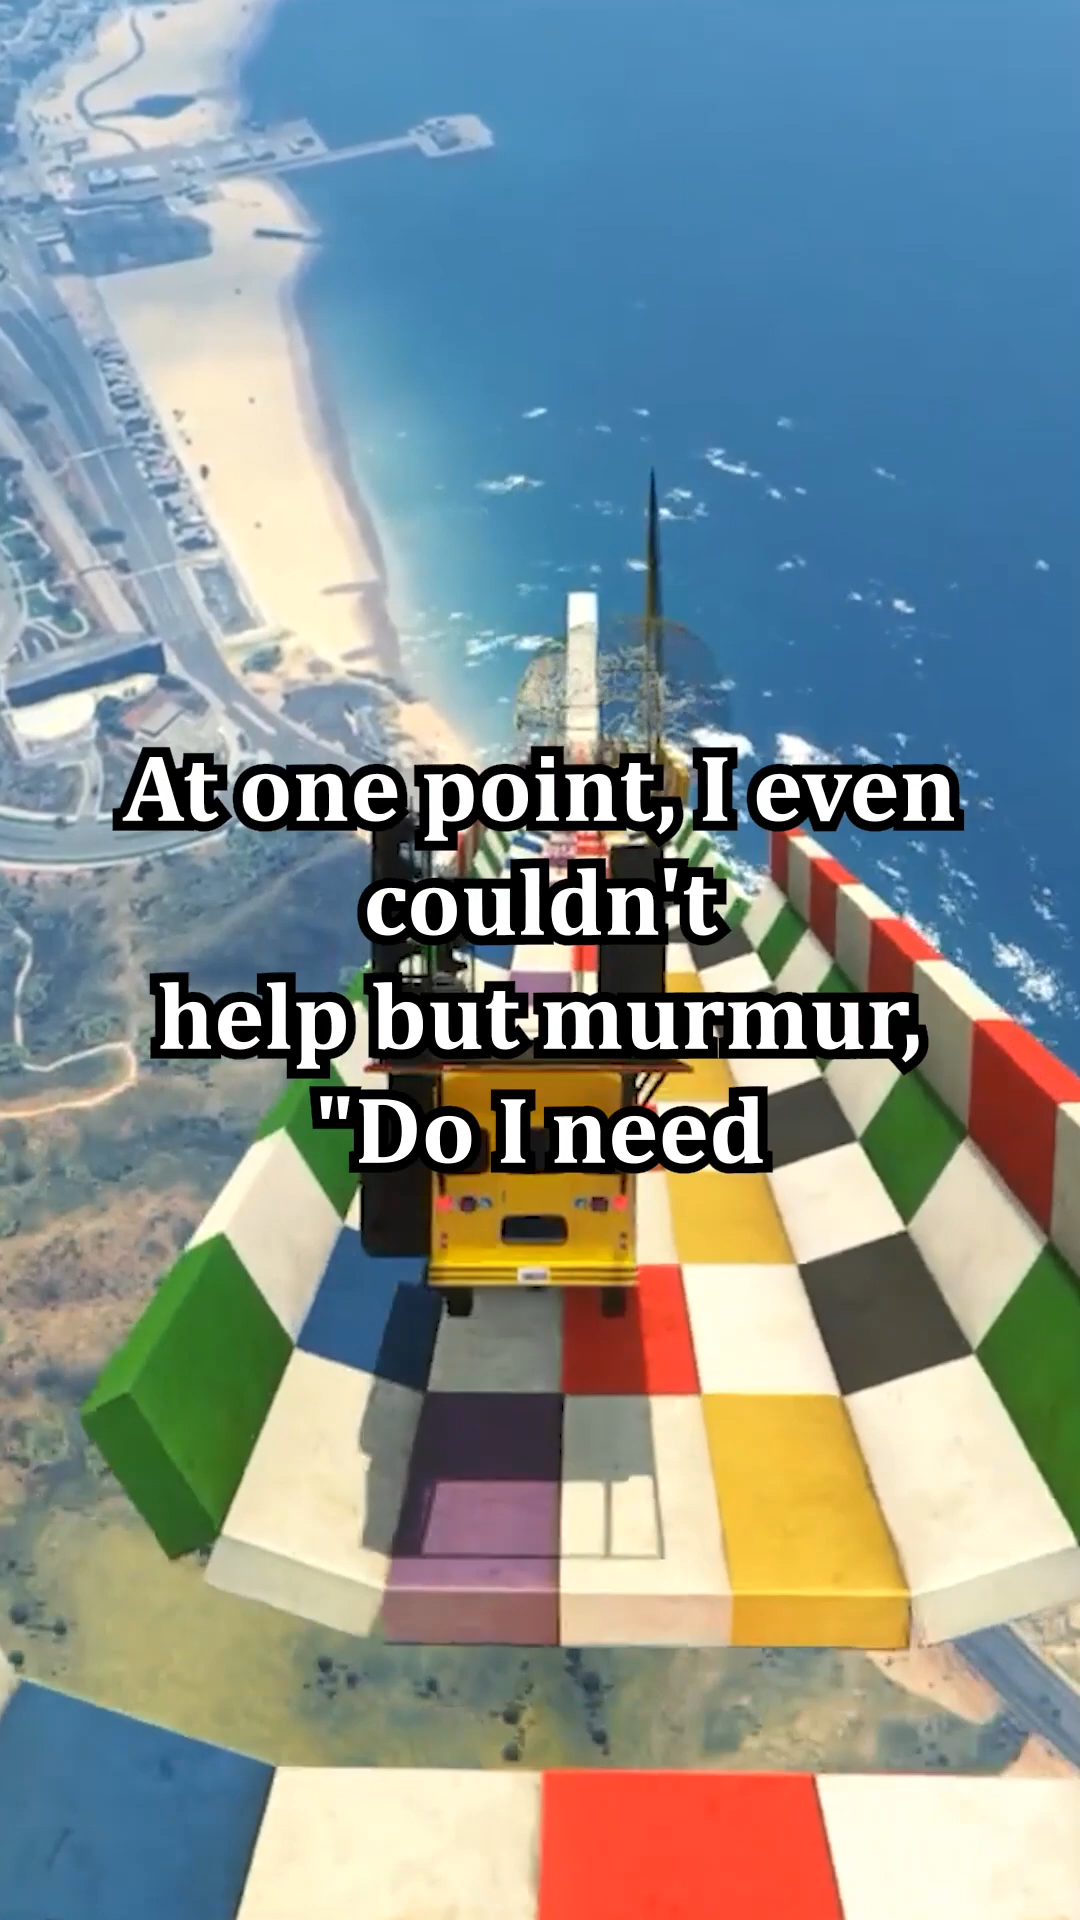 At one point, I even
couldn't
help but murmur,
"Do I need